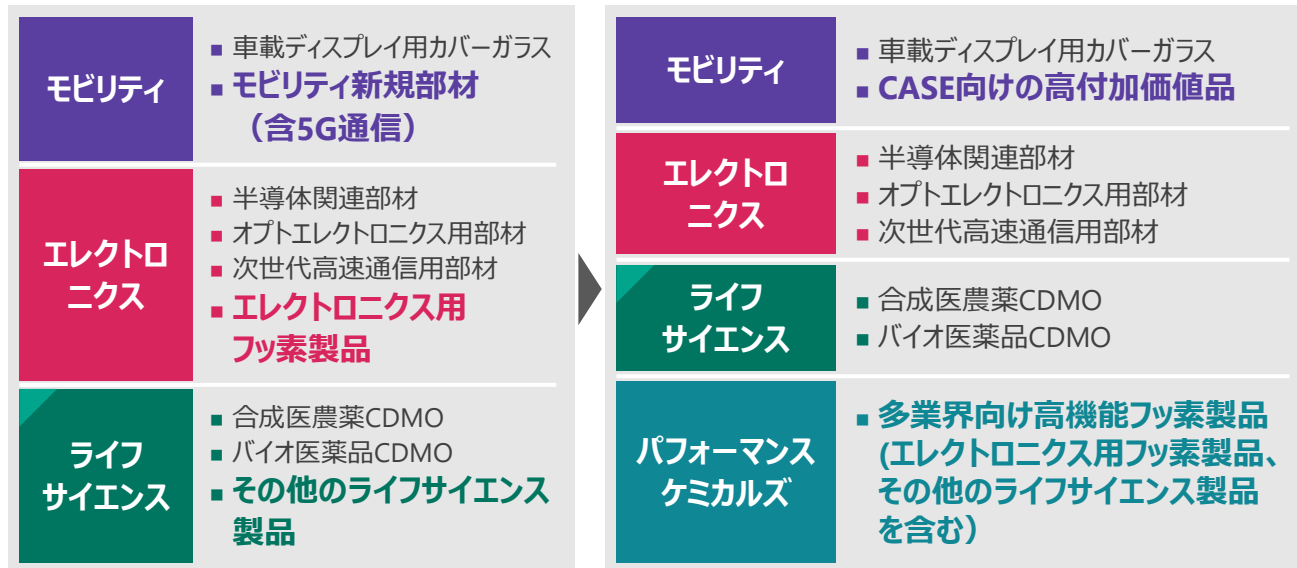 モビリティ
■ 車載ディスプレイ用カバーガラス
■ モビリティ新規部材
（含5G通信）
エレクトロ
ニクス
■ 半導体関連部材
■ オプトエレクトロニクス用部材
■ 次世代高速通信用部材
■ エレクトロニクス用
フッ素製品
ライフ
サイエンス
■ 合成医農薬CDMO
■ バイオ医薬品CDMO
■ その他のライフサイエンス
製品
モビリティ
■ 車載ディスプレイ用カバーガラス
■ CASE向けの高付加価値品
エレクトロ
ニクス
■ 半導体関連部材
■ オプトエレクトロニクス用部材
■ 次世代高速通信用部材
ライフ
サイエンス
■ 合成医農薬CDMO
■ バイオ医薬品CDMO
パフォーマンス
ケミカルズ
■ 多業界向け高機能フッ素製品
(エレクトロニクス用フッ素製品、
その他のライフサイエンス製品
を含む）